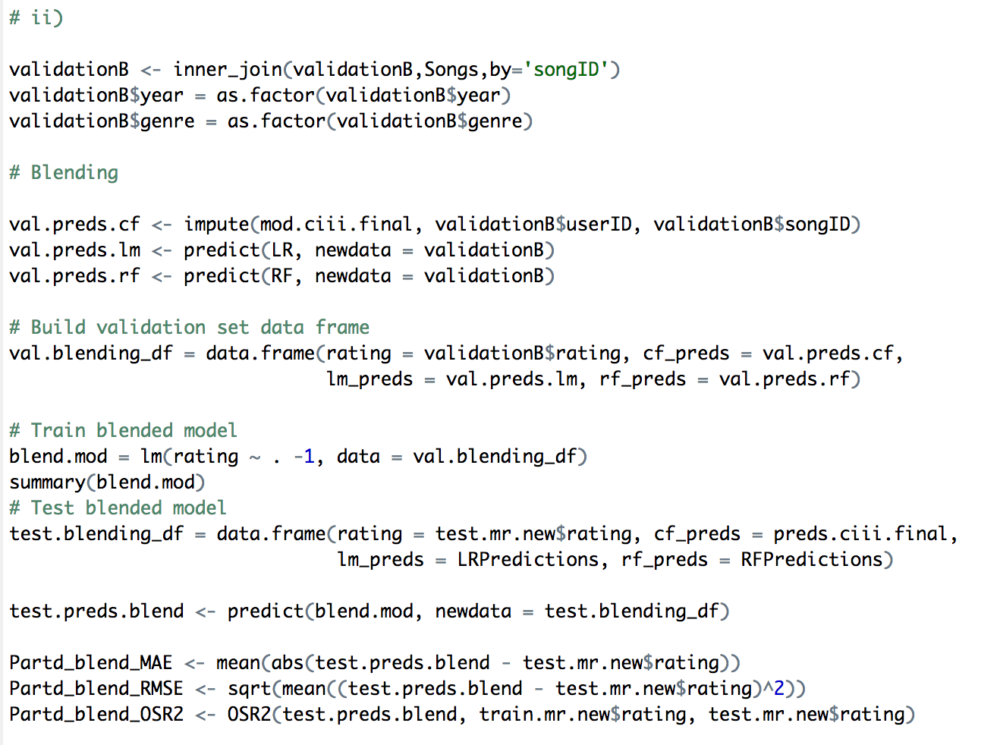 # ii)
validationB <- inner_join(validationB,Songs,by='songID')
validationB$year = as.factor(validationB$year)
validationB$genre = as.factor(validationB$genre)
# Blending
val.preds.cf <- impute(mod.ciii.final, validationB$userID, validationB$songID)
val.preds.lm <- predict(LR, newdata = validationB)
val.preds.rf <- predict(RF, newdata = validationB)
# Build validation set data frame
val.blending_df = data.frame(rating = validationB$rating, cf_preds = val.preds.cf,
lm_preds = val.preds.lm, rf_preds = val.preds.rf)
# Train blended model
blend.mod = lm(rating ~ . -1, data = val.blending_df)
summary(blend.mod)
# Test blended model
test.blending_df = data.frame(rating = test.mr.new$rating, cf_preds = preds.ciii.final,
lm_preds = LRPredictions, rf_preds = RFPredictions)
test.preds.blend <- predict(blend.mod, newdata = test.blending_df)
Partd_blend_MAE <- mean(abs(test.preds.blend - test.mr.new$rating))
Partd_blend_RMSE <- sqrt(mean((test.preds.blend - test.mr.new$rating)^2))
Partd_blend_OSR2 <- OSR2(test.preds.blend, train.mr.new$rating, test.mr.new$rating)